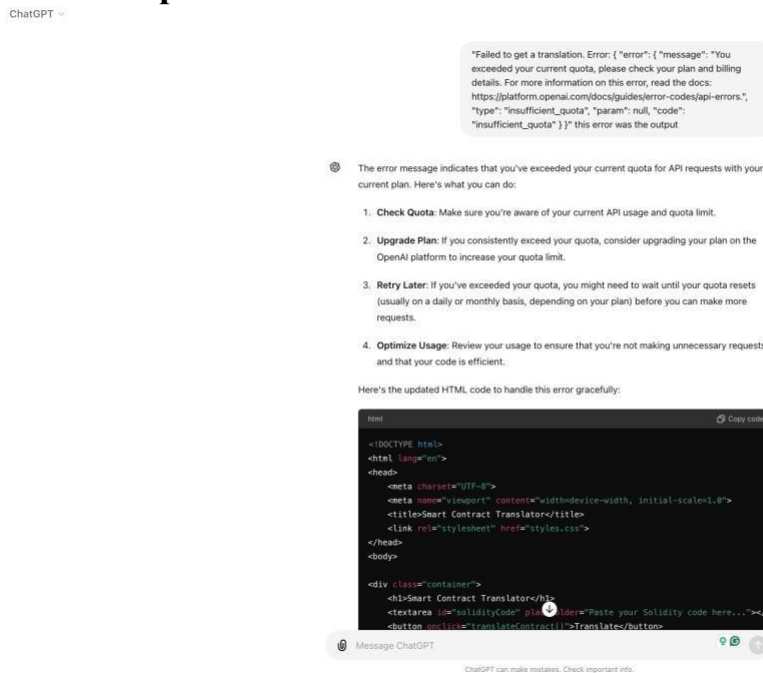 ChatGPT
"Failed to get a translation. Error: { "error": { "message": "You
exceeded your current quota, please check your plan and billing
details. For more information on this error, read the docs:
https://platform.openai.com/docs/guides/error-codes/api-errors.",
"type": "insufficient_quota", "param": null, "code":
"insufficient_quota" } }" this error was the output
The error message indicates that you've exceeded your current quota for API requests with your
current plan. Here's what you can do:
1. Check Quota: Make sure you're aware of your current API usage and quota limit.
2. Upgrade Plan: If you consistently exceed your quota, consider upgrading your plan on the
OpenAI platform to increase your quota limit.
3. Retry Later: If you've exceeded your quota, you might need to wait until your quota resets
(usually on a daily or monthly basis, depending on your plan) before you can make more
requests.
4. Optimize Usage: Review your usage to ensure that you're not making unnecessary requests
and that your code is efficient.
Here's the updated HTML code to handle this error gracefully:
html
Copy code
<!DOCTYPE html>
<html lang="en">
<head>
<meta charset="UTF-8">
<meta name="viewport" content="width=device-width, initial-scale=1.0">
<title>Smart Contract Translator</title>
<link rel="stylesheet" href="styles.css">
</head>
<body>
<div class="container">
<h1>Smart Contract Translator</h1>
<textarea id="solidityCode" pla lder="Paste your Solidity code here..."></
<button onclick="translateContract()">Translate</button>
Message ChatGPT
ChatGPT can make mistakes. Check important info.